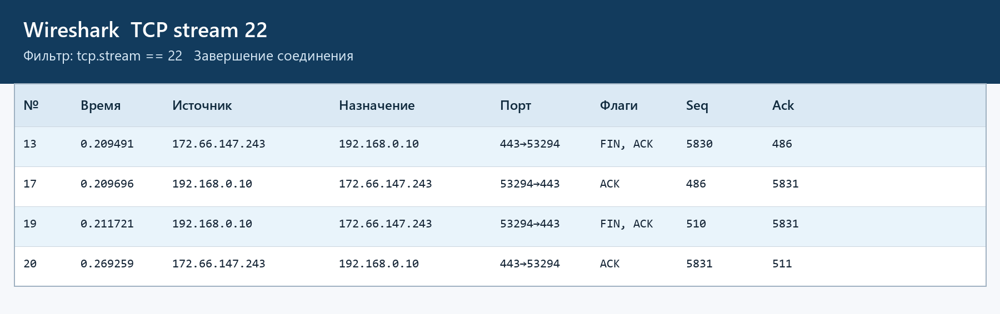 Wireshark TCP stream 22
Фильтр: tcp.stream == 22 Завершение соединения
№ Время Источник Назначение Порт Флаги Seq Ack
13 0.209491 172.66.147.243 192.168.0.10 443→53294 FIN, ACK 5830 486
17 0.209696 192.168.0.10 172.66.147.243 53294→443 ACK 486 5831
19 0.211721 192.168.0.10 172.66.147.243 53294→443 FIN, ACK 510 5831
20 0.269259 172.66.147.243 192.168.0.10 443→53294 ACK 5831 511